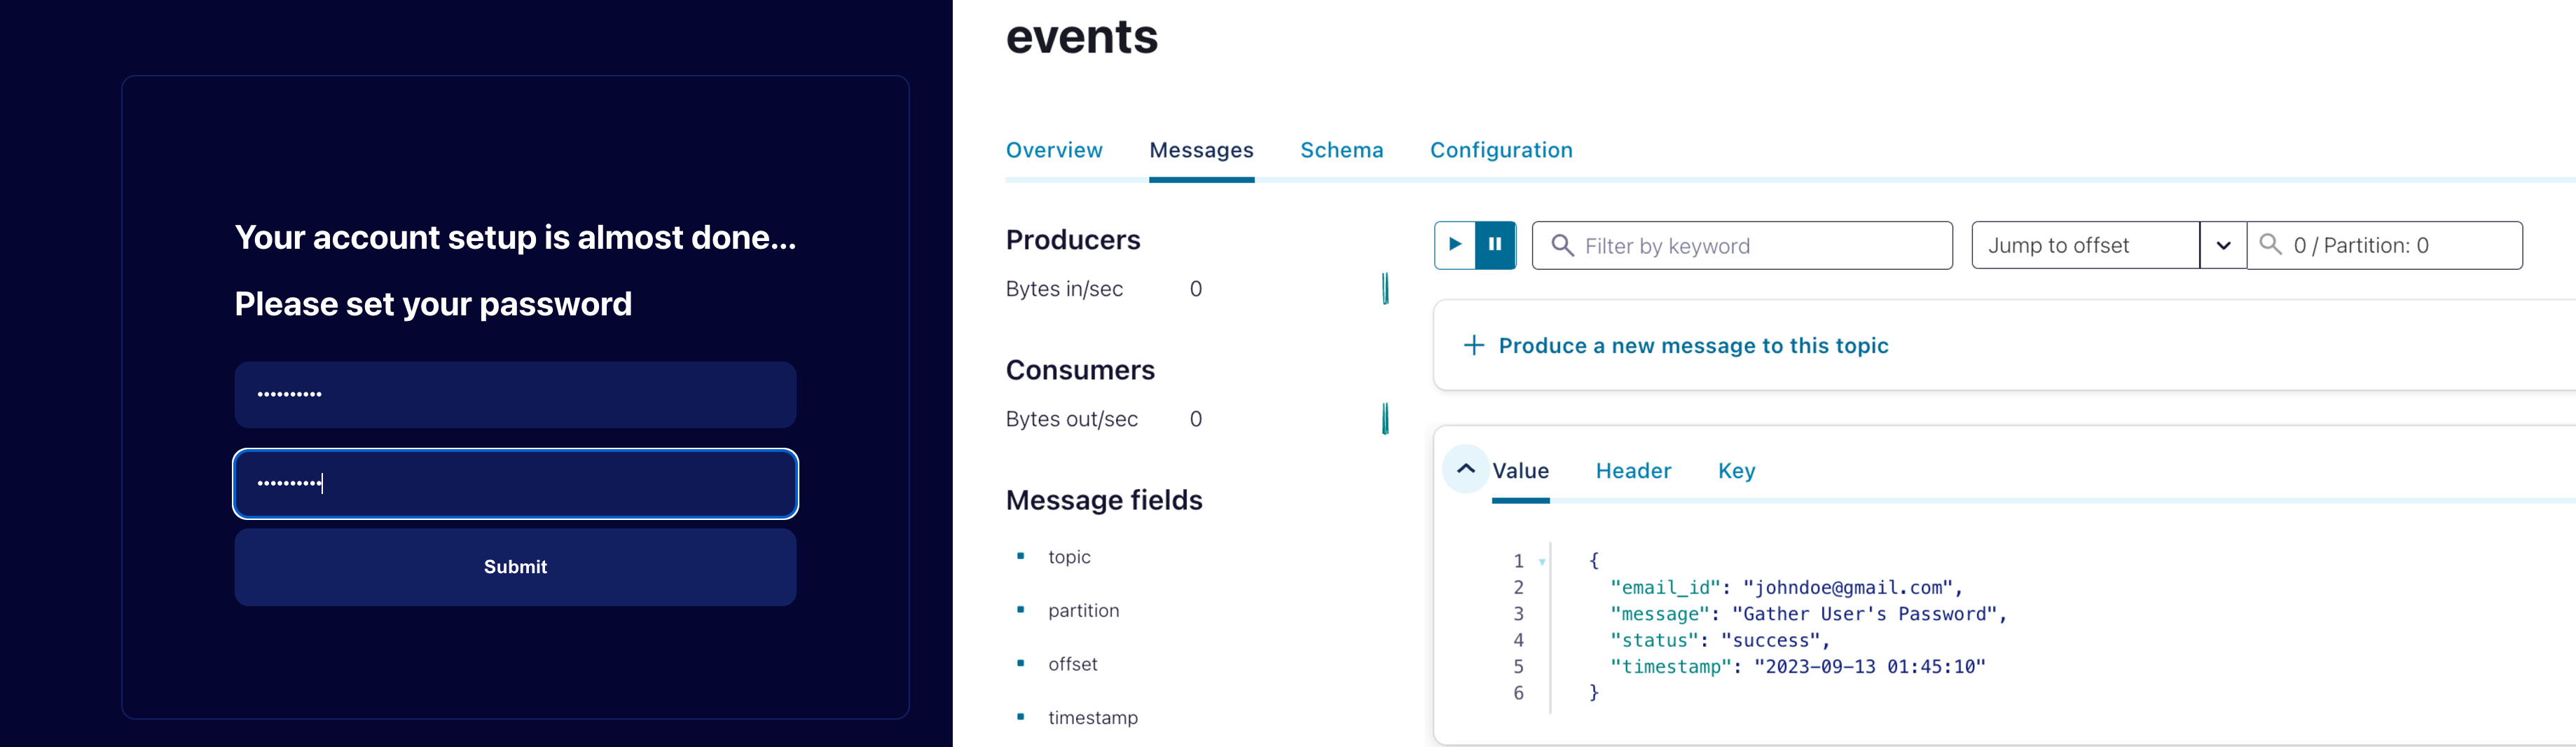 Your account setup is almost done...
Please set your password
••••••••••
••••••••••
Submit
events
Overview Messages Schema Configuration
Producers
Bytes in/sec 0
Consumers
Bytes out/sec 0
Message fields
topic
partition
offset
timestamp
Filter by keyword
Jump to offset
0 / Partition: 0
+ Produce a new message to this topic
Value Header Key
1 {
2 "email_id": "johndoe@gmail.com",
3 "message": "Gather User's Password",
4 "status": "success",
5 "timestamp": "2023-09-13 01:45:10"
6 }